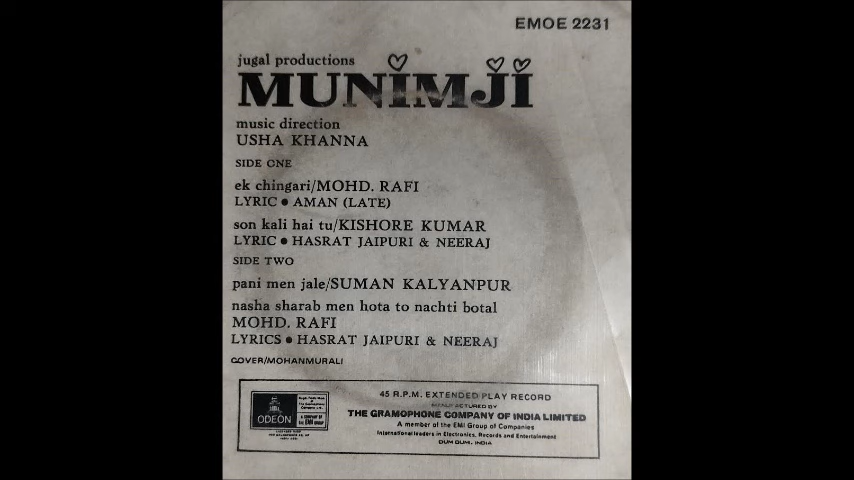 EMOE 2231
jugal productions
MUNIMJI
music direction
USHA KHANNA
SIDE ONE
ek chingari/MOHD. RAFI
LYRIC • AMAN (LATE)
son kali hai tu/KISHORE KUMAR
LYRIC • HASRAT JAIPURI & NEERAJ
SIDE TWO
pani men jale/SUMAN KALYANPUR
nasha sharab men hota to nachti botal
MOHD. RAFI
LYRICS • HASRAT JAIPURI & NEERAJ
COVER/MOHANMURALI
ODEON
45 R.P.M. EXTENDED PLAY RECORD
MANUFACTURED BY
THE GRAMOPHONE COMPANY OF INDIA LIMITED
A member of the EMI Group of Companies
International leaders in Electronics, Records and Entertainment
DUM DUM, INDIA